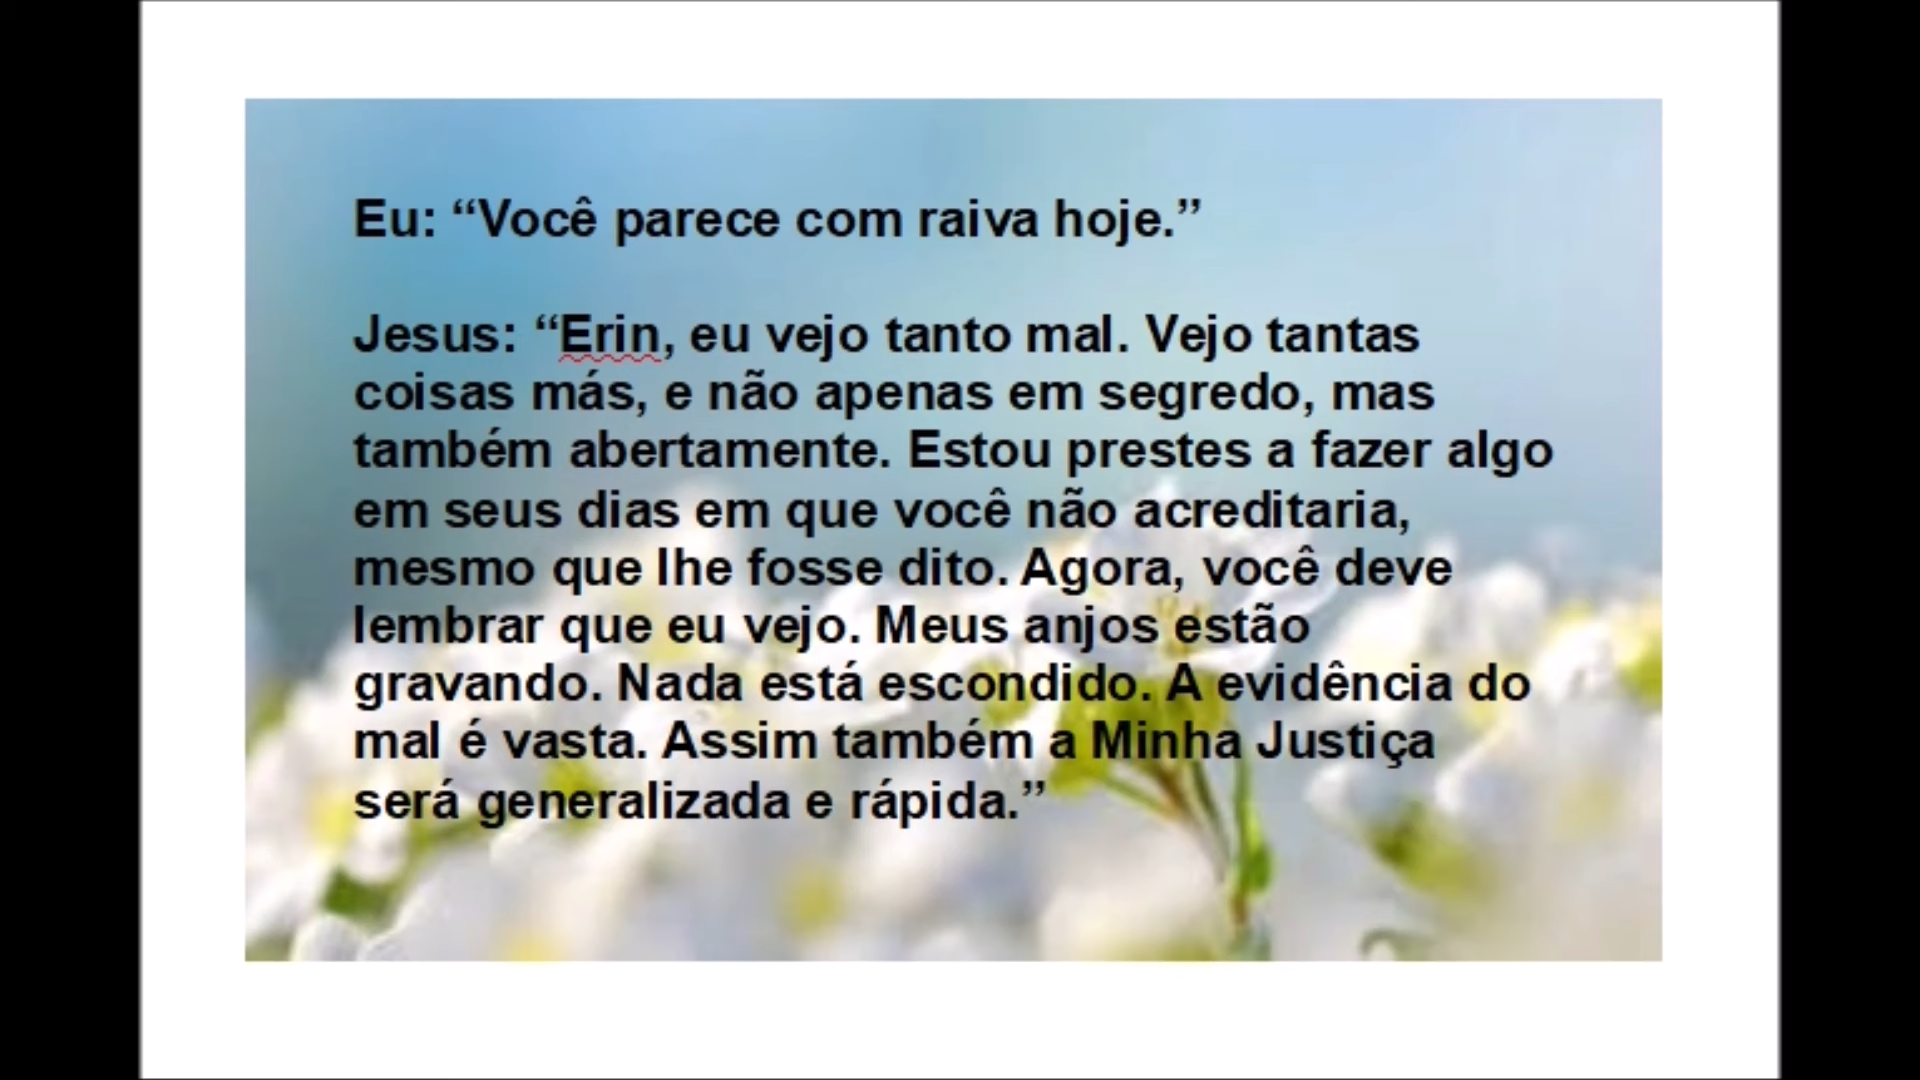 Eu: “Você parece com raiva hoje.”
Jesus: “Erin, eu vejo tanto mal. Vejo tantas
coisas más, e não apenas em segredo, mas
também abertamente. Estou prestes a fazer algo
em seus dias em que você não acreditaria,
mesmo que lhe fosse dito. Agora, você deve
lembrar que eu vejo. Meus anjos estão
gravando. Nada está escondido. A evidência do
mal é vasta. Assim também a Minha Justiça
será generalizada e rápida.”